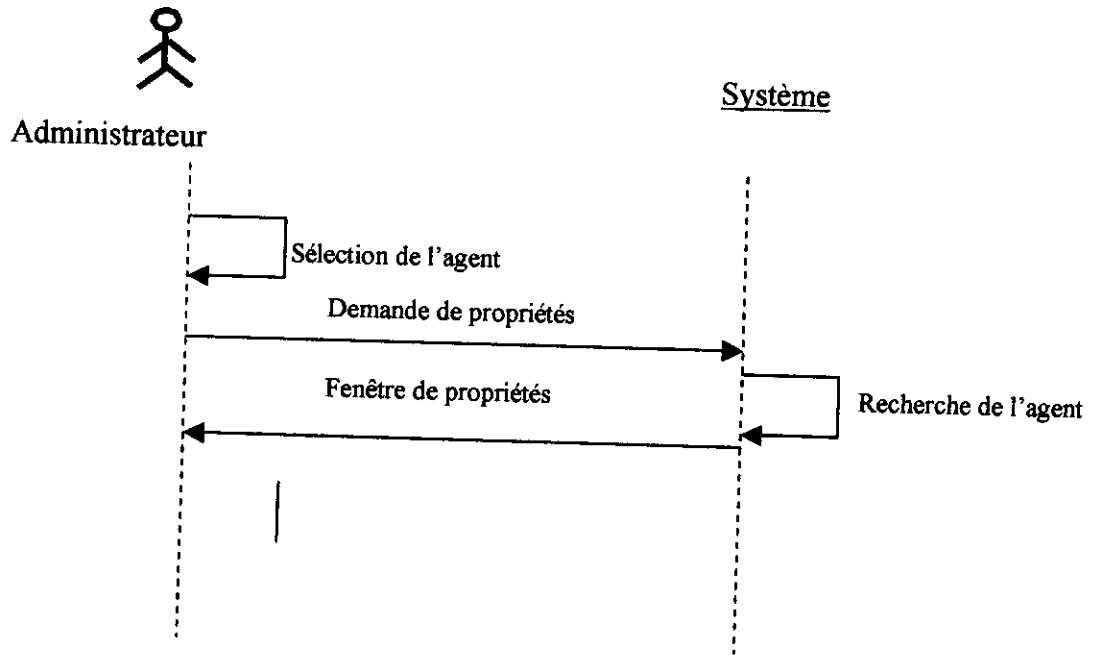 Système
Administrateur
Sélection de l'agent
Demande de propriétés
Fenêtre de propriétés
Recherche de l'agent